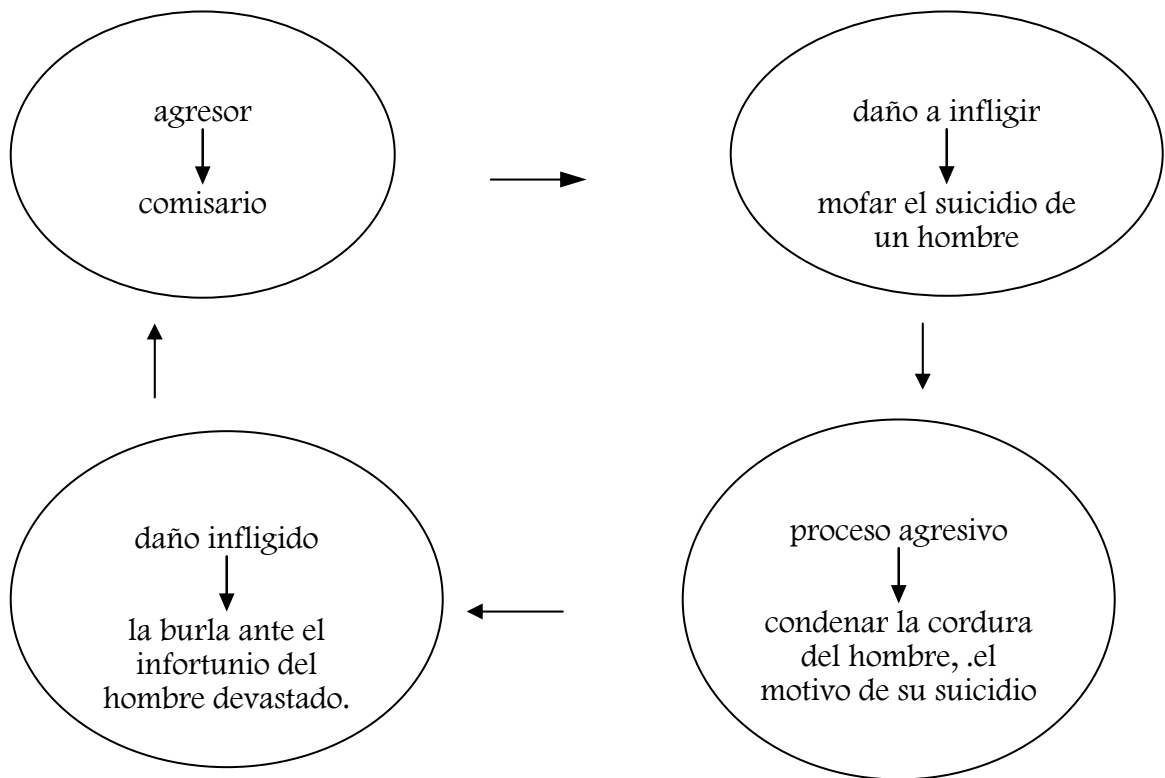 agresor
comisario
daño a infligir
mofar el suicidio de
un hombre
proceso agresivo
condenar la cordura
del hombre, .el
motivo de su suicidio
daño infligido
la burla ante el
infortunio del
hombre devastado.